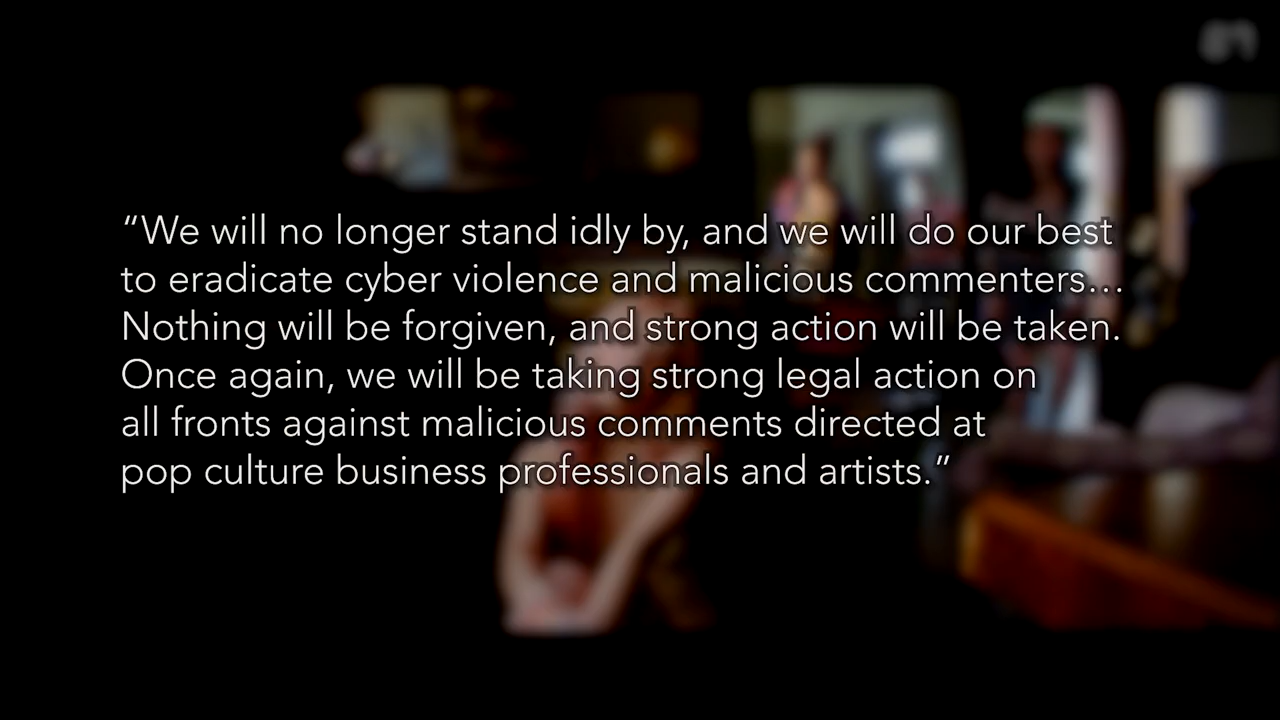 “We will no longer stand idly by, and we will do our best
to eradicate cyber violence and malicious commenters…
Nothing will be forgiven, and strong action will be taken.
Once again, we will be taking strong legal action on
all fronts against malicious comments directed at
pop culture business professionals and artists.”